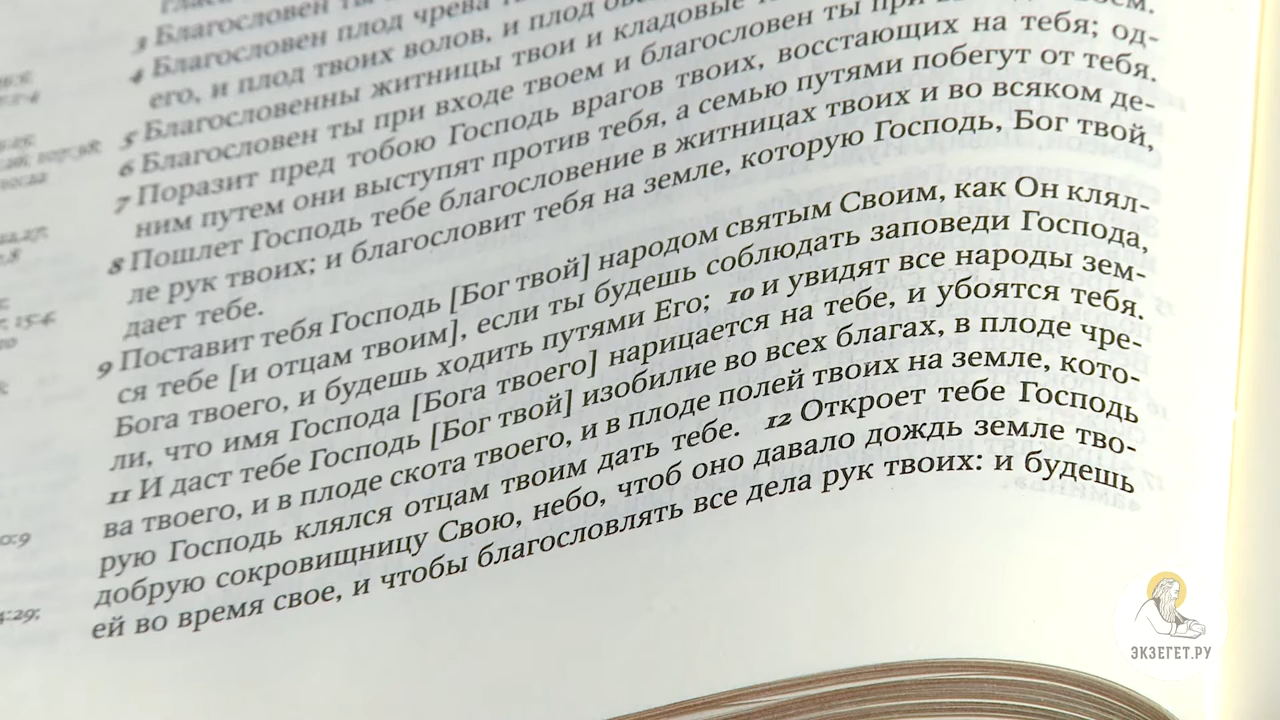 гласа
3 Благословен ты
4 Благословен плод чрева
его, и плод твоих волов, и плод
5 Благословенны житницы твои и кладовые
6 Благословен ты при входе твоем и благословен ты при
7 Поразит пред тобою Господь врагов твоих, восстающих на тебя; од-
ним путем они выступят против тебя, а семью путями побегут от тебя.
8 Пошлет Господь тебе благословение в житницах твоих и во всяком де-
ле рук твоих; и благословит тебя на земле, которую Господь, Бог твой,
дает тебе.
9 Поставит тебя Господь [Бог твой] народом святым Своим, как Он клял-
ся тебе [и отцам твоим], если ты будешь соблюдать заповеди Господа,
Бога твоего, и будешь ходить путями Его; 10 и увидят все народы зем-
ли, что имя Господа [Бога твоего] нарицается на тебе, и убоятся тебя.
11 И даст тебе Господь [Бог твой] изобилие во всех благах, в плоде чре-
ва твоего, и в плоде скота твоего, и в плоде полей твоих на земле, кото-
рую Господь клялся отцам твоим дать тебе. 12 Откроет тебе Господь
добрую сокровищницу Свою, небо, чтоб оно давало дождь земле тво-
ей во время свое, и чтобы благословлять все дела рук твоих: и будешь
ЭКЗЕГЕТ.РУ